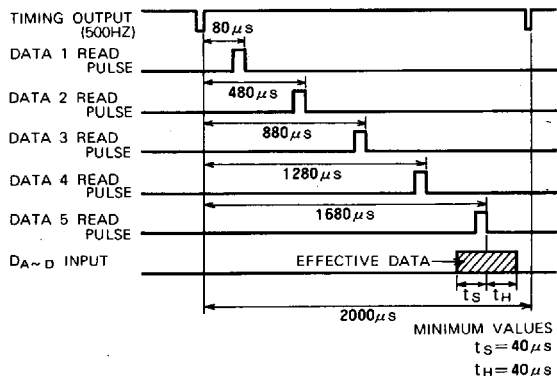 TIMING OUTPUT
(500HZ)
80μs
DATA 1 READ
PULSE
480μs
DATA 2 READ
PULSE
880μs
DATA 3 READ
PULSE
1280μs
DATA 4 READ
PULSE
1680μs
DATA 5 READ
PULSE
DA~D INPUT
EFFECTIVE DATA
tS tH
2000μs
MINIMUM VALUES
tS=40μs
tH=40μs